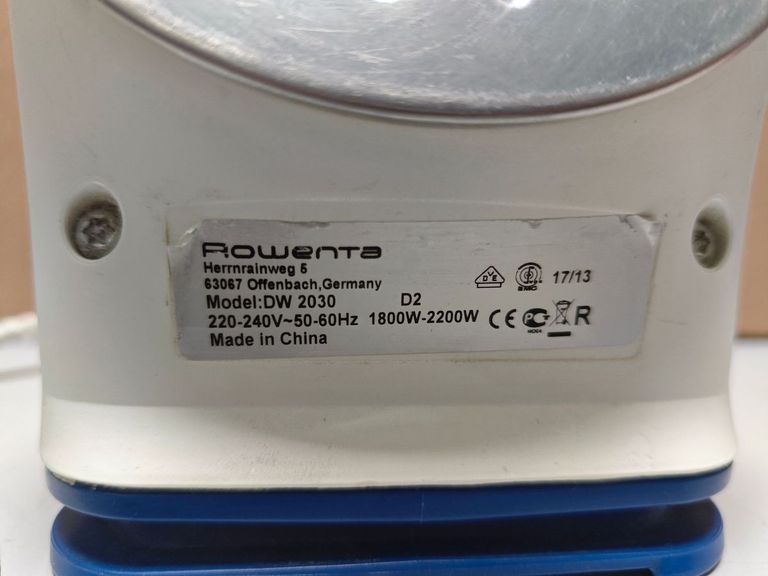 Rowenta
Herrnrainweg 5
63067 Offenbach,Germany
Model:DW 2030 D2
17/13
220-240V~50-60Hz 1800W-2200W CE R
Made in China